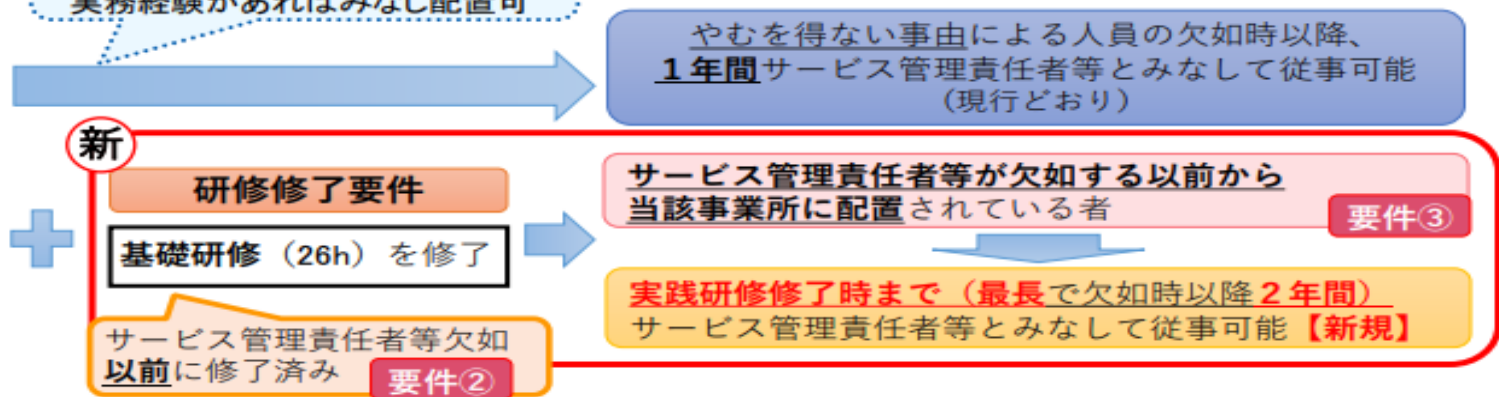 実務経験があればみなし配置可
やむを得ない事由による人員の欠如時以降、
１年間サービス管理責任者等とみなして従事可能
（現行どおり）
新
研修修了要件
基礎研修（26h）を修了
サービス管理責任者等欠如
以前に修了済み
要件②
サービス管理責任者等が欠如する以前から
当該事業所に配置されている者
要件③
実践研修修了時まで（最長で欠如時以降２年間）
サービス管理責任者等とみなして従事可能【新規】